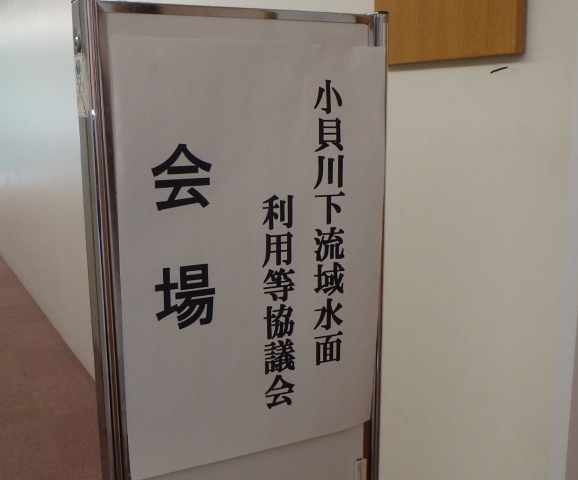 小貝川下流域水面
利用等協議会
会場